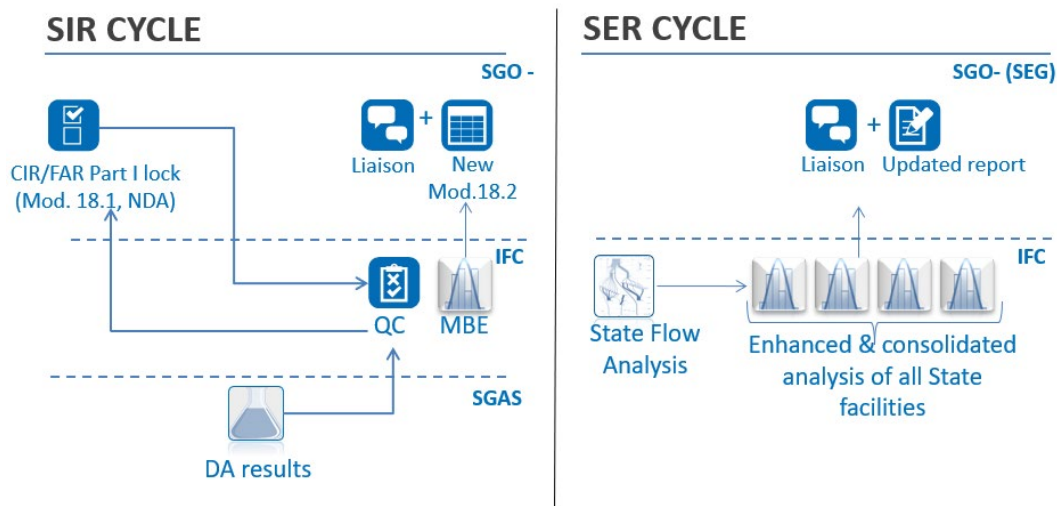 SIR CYCLE
SGO -
+
CIR/FAR Part I lock
(Mod. 18.1, NDA)
Liaison
New
Mod.18.2
IFC
QC
MBE
SGAS
DA results
SER CYCLE
SGO- (SEG)
+
Liaison
Updated report
IFC
State Flow
Analysis
Enhanced & consolidated
analysis of all State
facilities